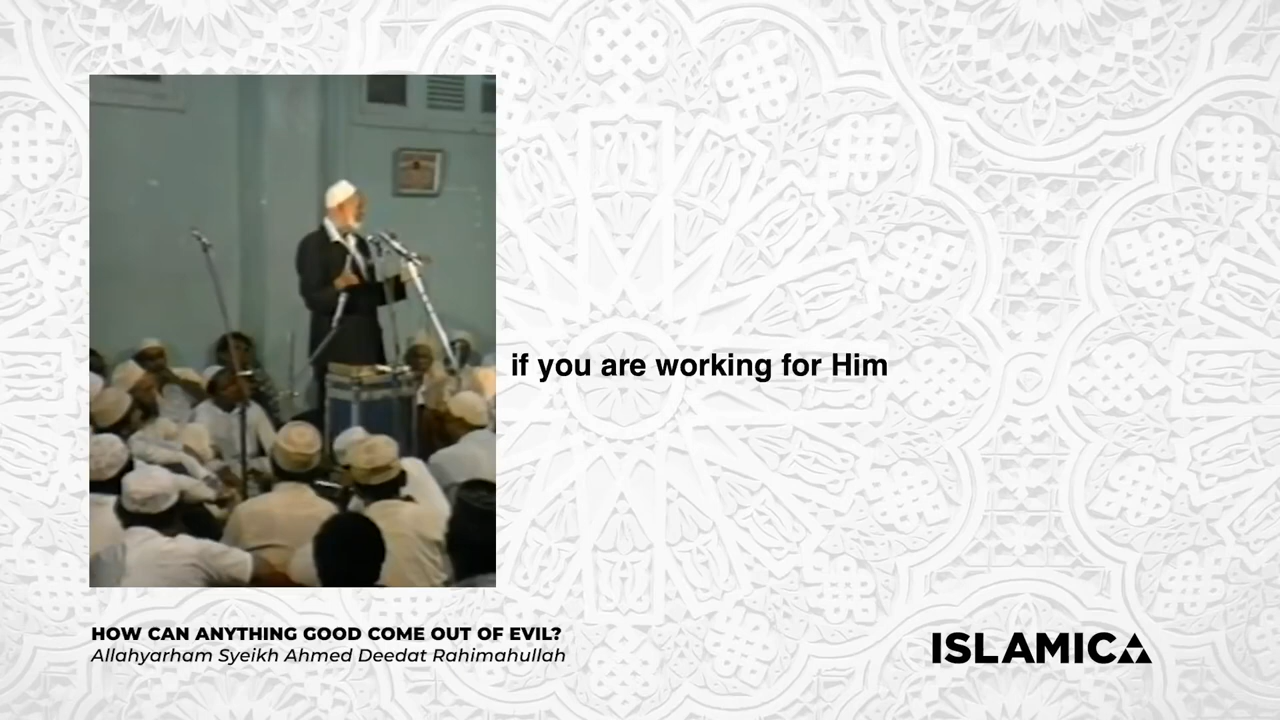 if you are working for Him
HOW CAN ANYTHING GOOD COME OUT OF EVIL?
Allahyarham Syeikh Ahmed Deedat Rahimahullah
ISLAMICA